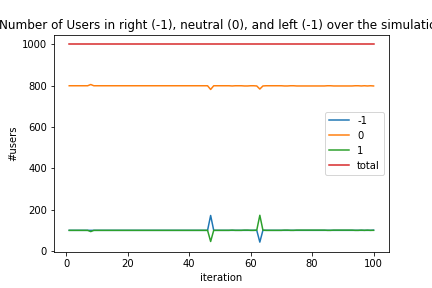 Number of Users in right (-1), neutral (0), and left (-1) over the simulatic
1000
800
600
400
200
0
#users
0 20 40 60 80 100
iteration
-1
0
1
total